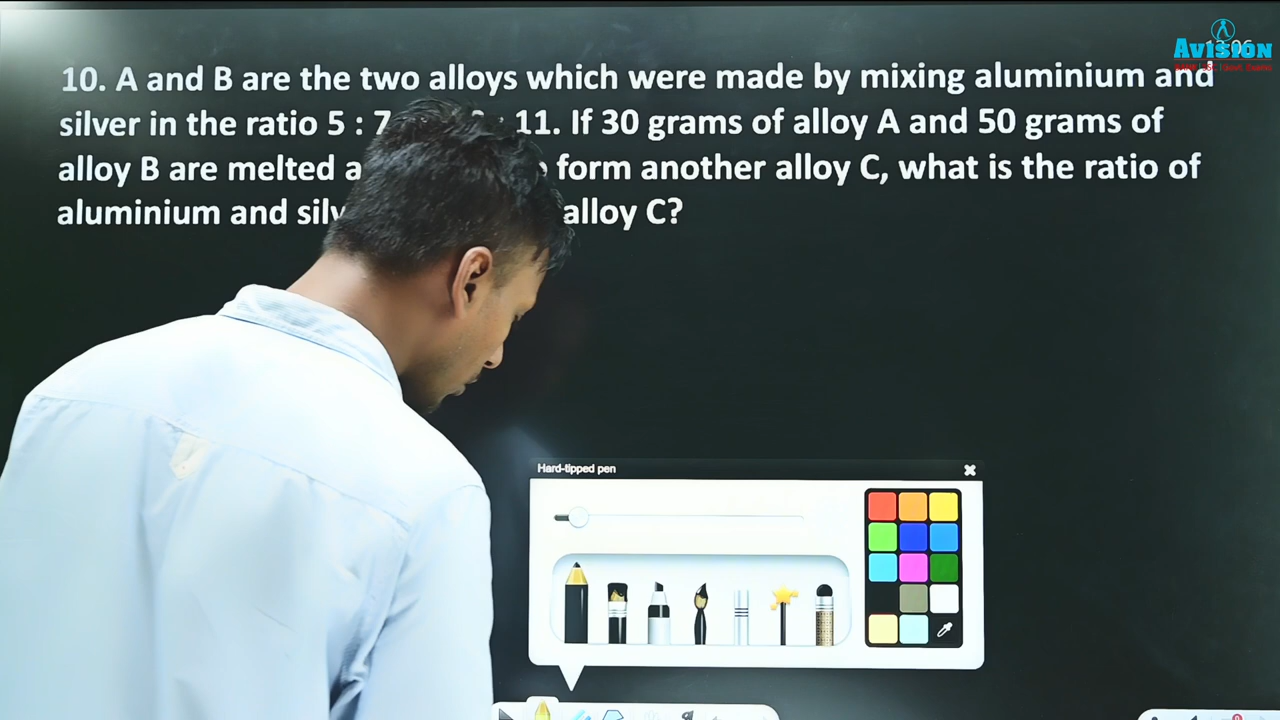 10. A and B are the two alloys which were made by mixing aluminium and
silver in the ratio 5 : 7 : 11. If 30 grams of alloy A and 50 grams of
alloy B are melted form another alloy C, what is the ratio of
aluminium and alloy C?
AVISION
Hard-tipped pen